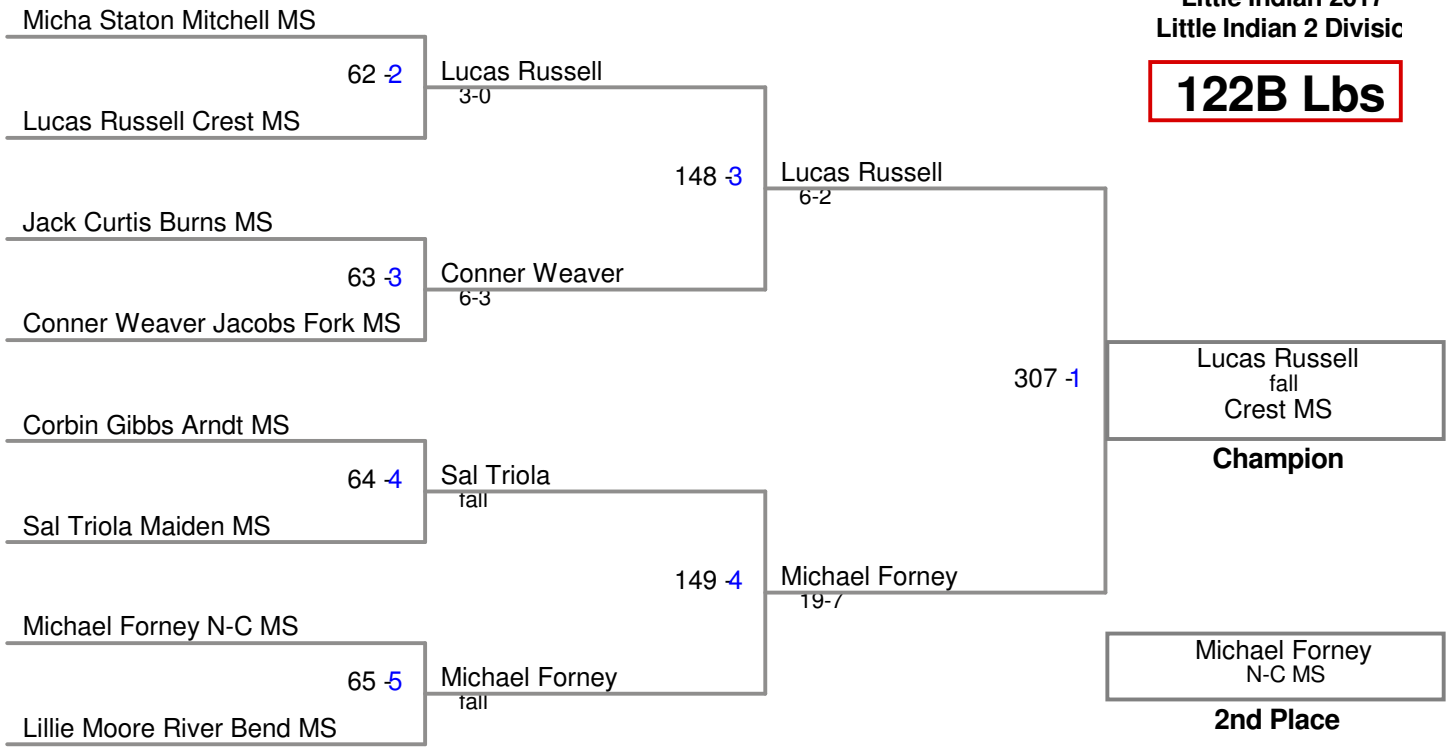 Little Indian 2017
Little Indian 2 Divisio
122B Lbs
Micha Staton Mitchell MS
62 -2
Lucas Russell Crest MS
Lucas Russell
3-0
Jack Curtis Burns MS
63 -3
Conner Weaver Jacobs Fork MS
Conner Weaver
6-3
148 -3
Lucas Russell
6-2
Corbin Gibbs Arndt MS
64 -4
Sal Triola Maiden MS
Sal Triola
fall
Michael Forney N-C MS
65 -5
Lillie Moore River Bend MS
Michael Forney
fall
149 -4
Michael Forney
19-7
307 -1
Lucas Russell
fall
Crest MS
Champion
Michael Forney
N-C MS
2nd Place